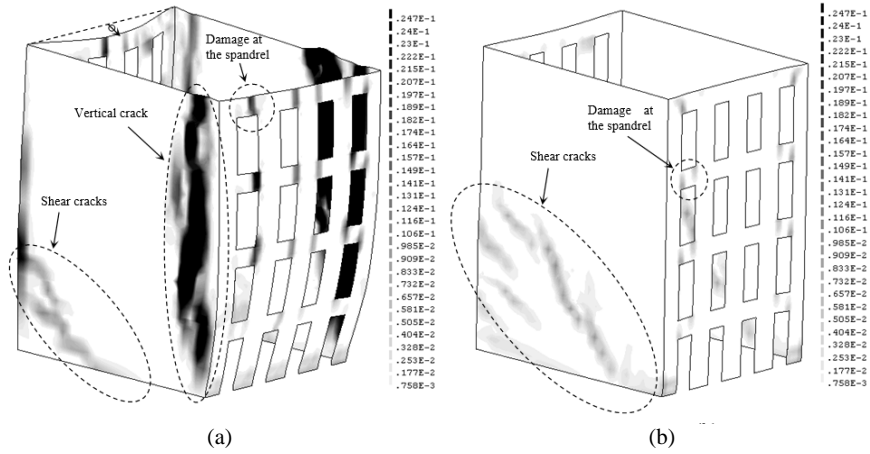 .247E-1
.24E-1
.23E-1
.222E-1
.215E-1
.207E-1
.197E-1
.189E-1
.182E-1
.174E-1
.164E-1
.157E-1
.149E-1
.141E-1
.131E-1
.124E-1
.116E-1
.106E-1
.985E-2
.909E-2
.833E-2
.732E-2
.657E-2
.581E-2
.505E-2
.404E-2
.328E-2
.253E-2
.177E-2
.758E-3
Damage at
the spandrel
Vertical crack
Shear cracks
(a)
.247E-1
.24E-1
.23E-1
.222E-1
.215E-1
.207E-1
.197E-1
.189E-1
.182E-1
.174E-1
.164E-1
.157E-1
.149E-1
.141E-1
.131E-1
.124E-1
.116E-1
.106E-1
.985E-2
.909E-2
.833E-2
.732E-2
.657E-2
.581E-2
.505E-2
.404E-2
.328E-2
.253E-2
.177E-2
.758E-3
Damage at
the spandrel
Shear cracks
(b)